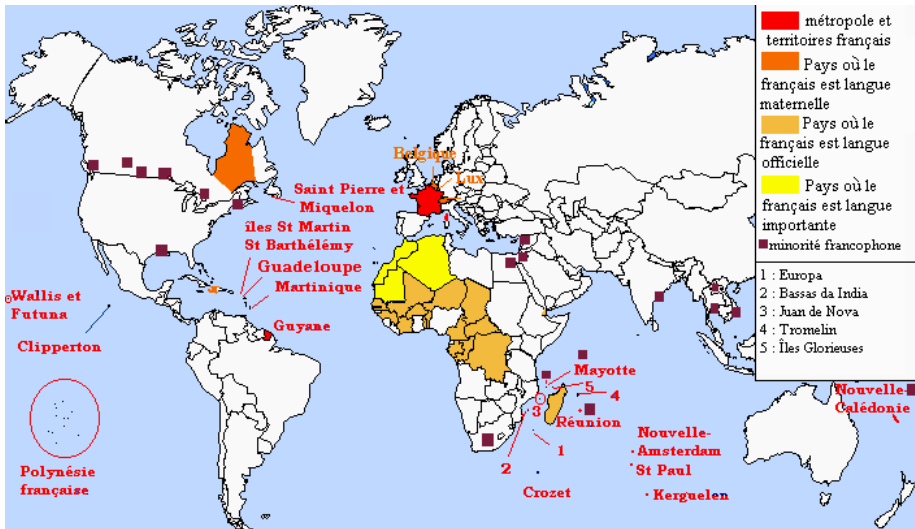 métropole et
territoires français
Pays où le
français est langue
maternelle
Pays où le
français est langue
officielle
Pays où le
français est langue
importante
minorité francophone
1 : Europa
2 : Bassas da India
3 : Juan de Nova
4 : Tromelin
5 : Îles Glorieuses
Belgique
Lux
Saint Pierre et
Miquelon
îles St Martin
St Barthélémy
Guadeloupe
Martinique
Wallis et
Futuna
Clipperton
Guyane
Polynésie
française
Mayotte
5
4
3
Réunion
2
1
Crozet
Nouvelle-
Amsterdam
St Paul
Kerguelen
Nouvelle-
Calédonie